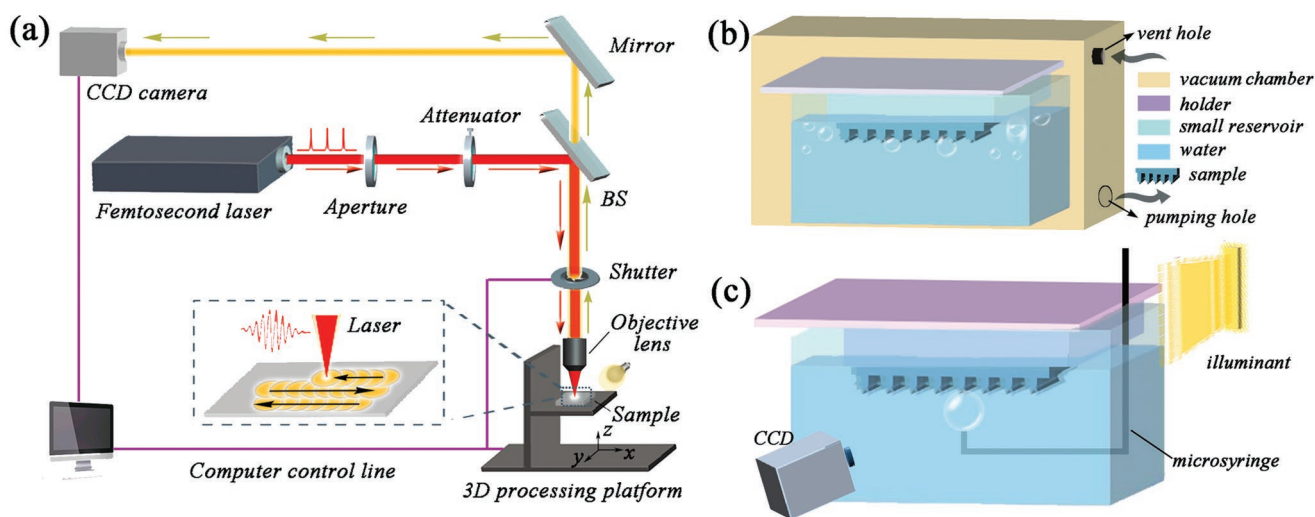 (a)
CCD camera
Mirror
Attenuator
Femtosecond laser
Aperture
BS
Shutter
Laser
Objective
lens
Sample
z
y
x
Computer control line
3D processing platform
(b)
vent hole
vacuum chamber
holder
small reservoir
water
sample
pumping hole
(c)
illuminant
CCD
microsyringe